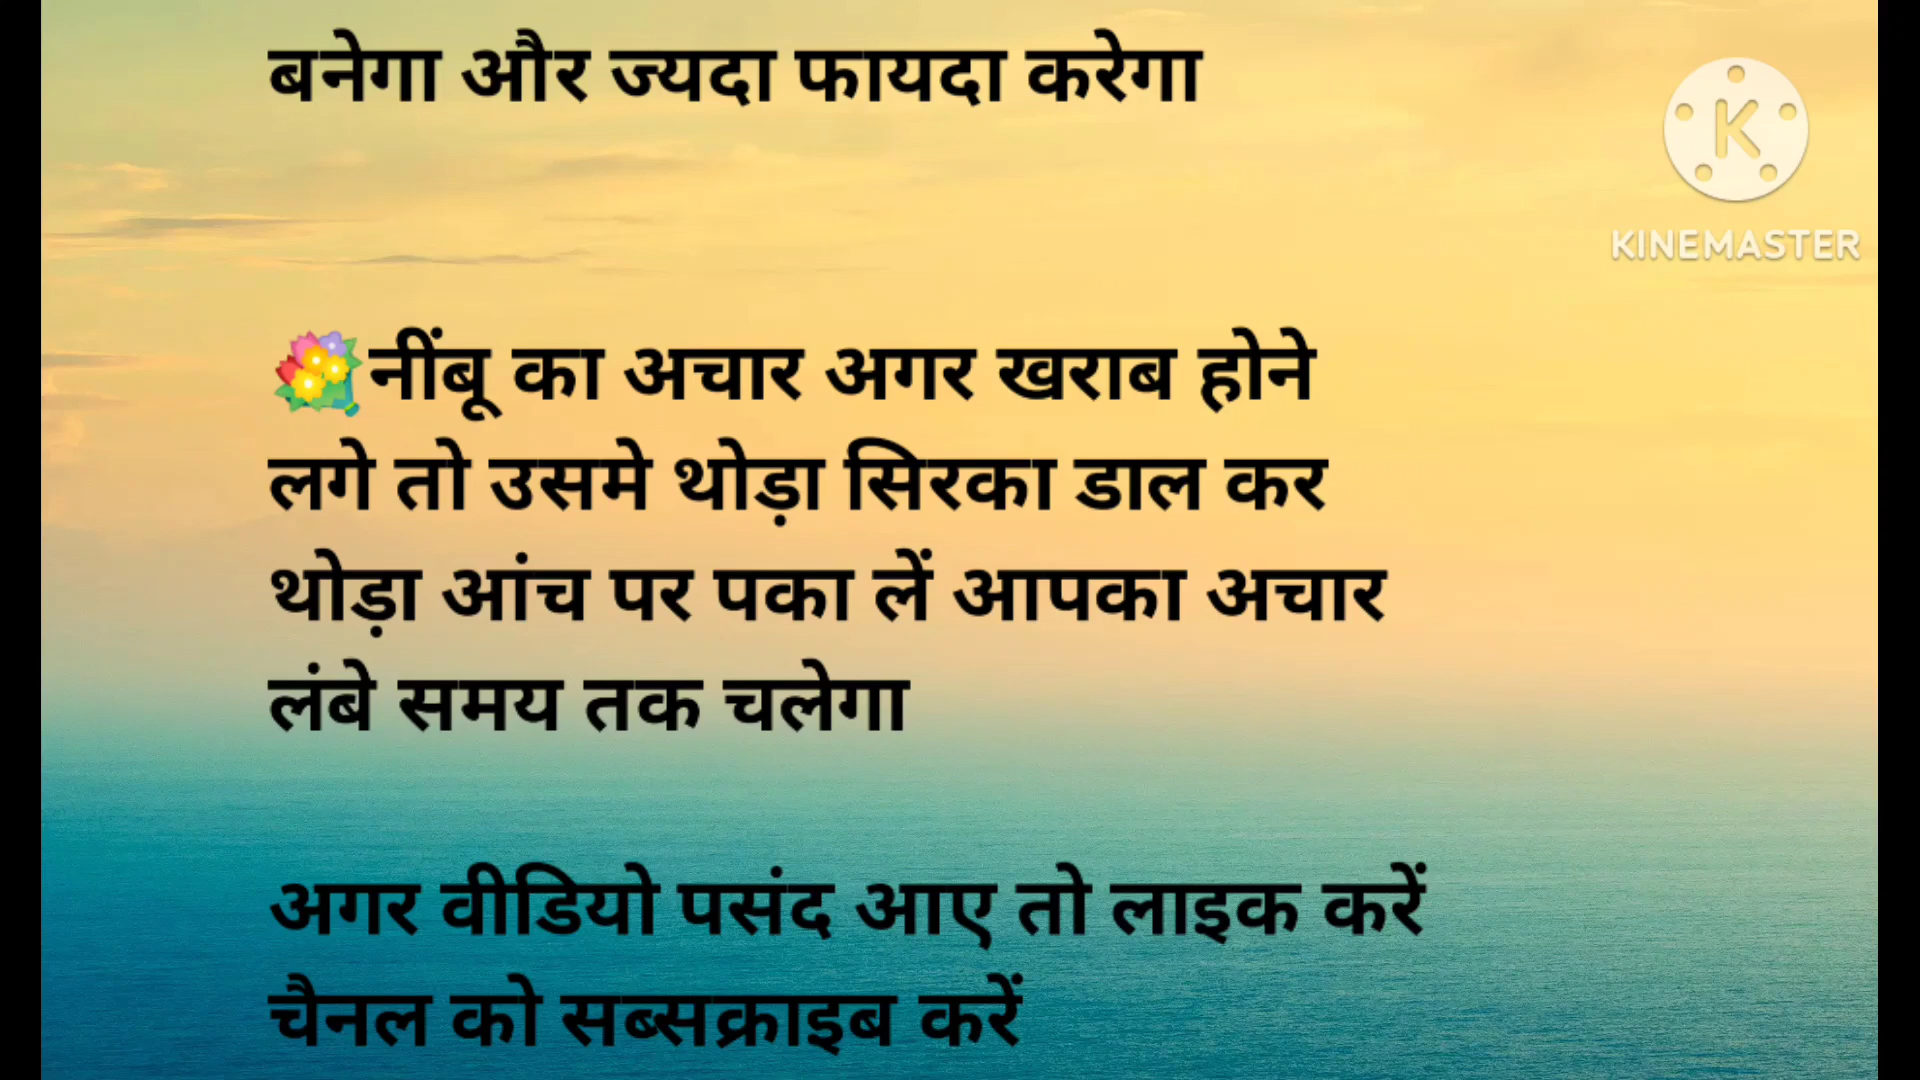 बनेगा और ज्यदा फायदा करेगा
KINEMASTER
💐नींबू का अचार अगर खराब होने
लगे तो उसमे थोड़ा सिरका डाल कर
थोड़ा आंच पर पका लें आपका अचार
लंबे समय तक चलेगा
अगर वीडियो पसंद आए तो लाइक करें
चैनल को सब्सक्राइब करें